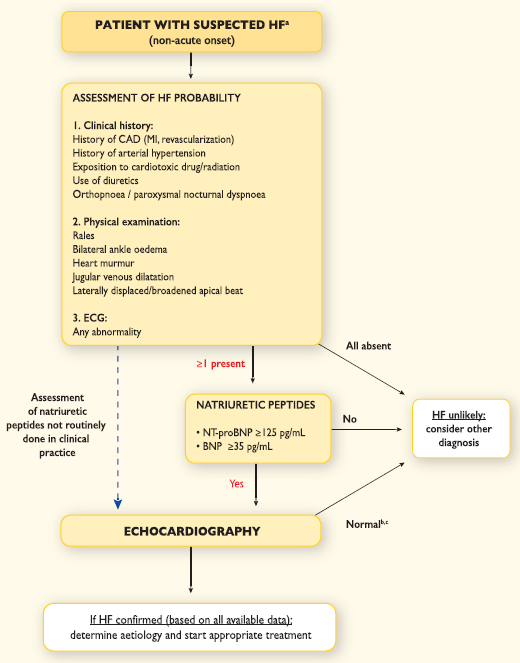 PATIENT WITH SUSPECTED HFᵃ
(non-acute onset)
ASSESSMENT OF HF PROBABILITY
1. Clinical history:
History of CAD (MI, revascularization)
History of arterial hypertension
Exposition to cardiotoxic drug/radiation
Use of diuretics
Orthopnoea / paroxysmal nocturnal dyspnoea
2. Physical examination:
Rales
Bilateral ankle oedema
Heart murmur
Jugular venous dilatation
Laterally displaced/broadened apical beat
3. ECG:
Any abnormality
≥1 present
All absent
Assessment
of natriuretic
peptides not routinely
done in clinical
practice
NATRIURETIC PEPTIDES
• NT-proBNP ≥125 pg/mL
• BNP ≥35 pg/mL
No
HF unlikely:
consider other
diagnosis
Yes
Normalᵇ,ᶜ
ECHOCARDIOGRAPHY
If HF confirmed (based on all available data):
determine aetiology and start appropriate treatment